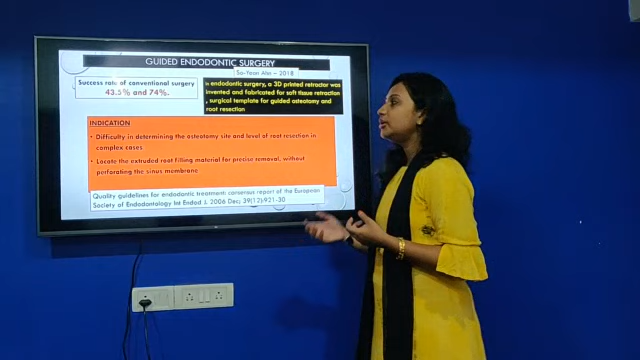 GUIDED ENDODONTIC SURGERY
So-Yeon Ahn – 2018
Success rate of conventional surgery
43.5% and 74%.
In endodontic surgery, a 3D printed retractor was
invented and fabricated for soft tissue retraction
, surgical template for guided osteotomy and
root resection
INDICATION
• Difficulty in determining the osteotomy site and level of root resection in
complex cases
• Locate the extruded root filling material for precise removal, without
perforating the sinus membrane
Quality guidelines for endodontic treatment: consensus report of the European
Society of Endodontology Int Endod J. 2006 Dec; 39(12):921-30